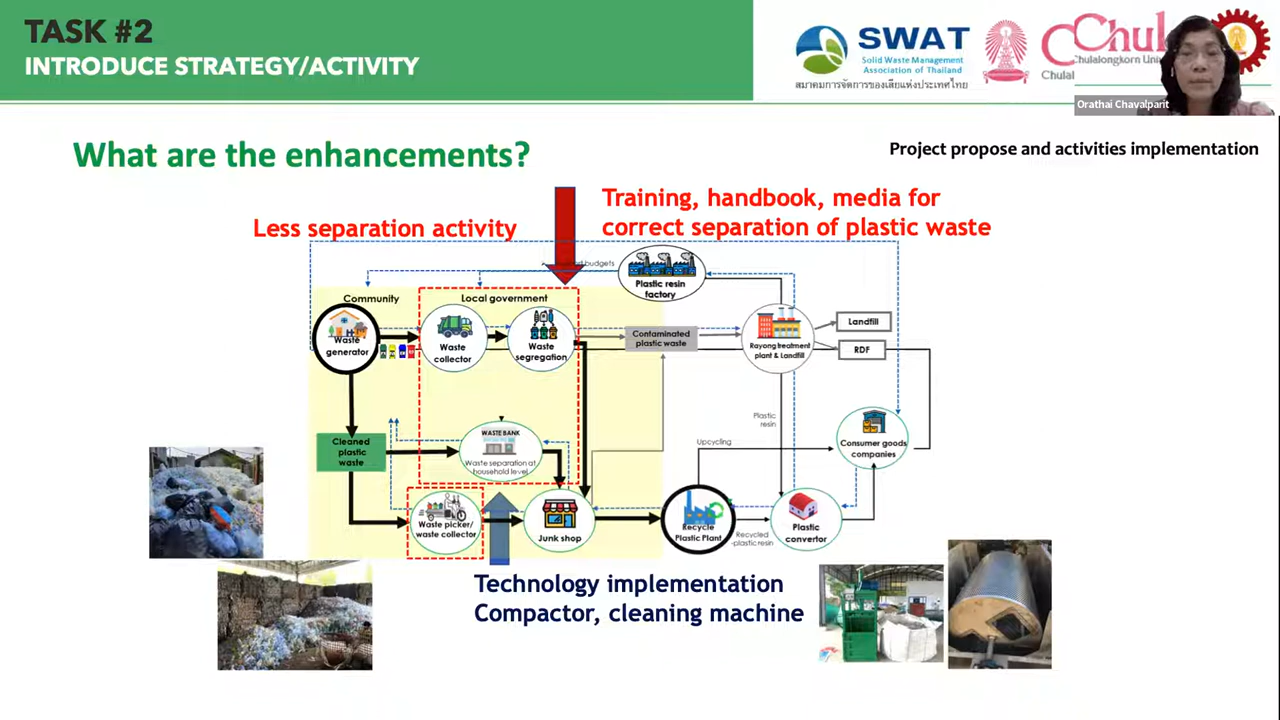 TASK #2
INTRODUCE STRATEGY/ACTIVITY
SWAT
Solid Waste Management
Association of Thailand
สมาคมการจัดการของเสียแห่งประเทศไทย
Chul
Chulalongkorn
Chulal
Orathai Chavalparit
What are the enhancements?
Project propose and activities implementation
Less separation activity
Training, handbook, media for
correct separation of plastic waste
budgets
Plastic resin
factory
Community
Local government
Waste
generator
Waste
collector
Waste
segregation
Contaminated
plastic waste
Rayong treatment
plant & Landfill
Landfill
RDF
Cleaned
plastic
waste
WASTE BANK
Waste separation at
household level
Plastic
resin
Upcycling
Consumer goods
companies
Waste picker/
waste collector
Junk shop
Recycle
Plastic Plant
Recycled
-plastic resin
Plastic
convertor
Technology implementation
Compactor, cleaning machine